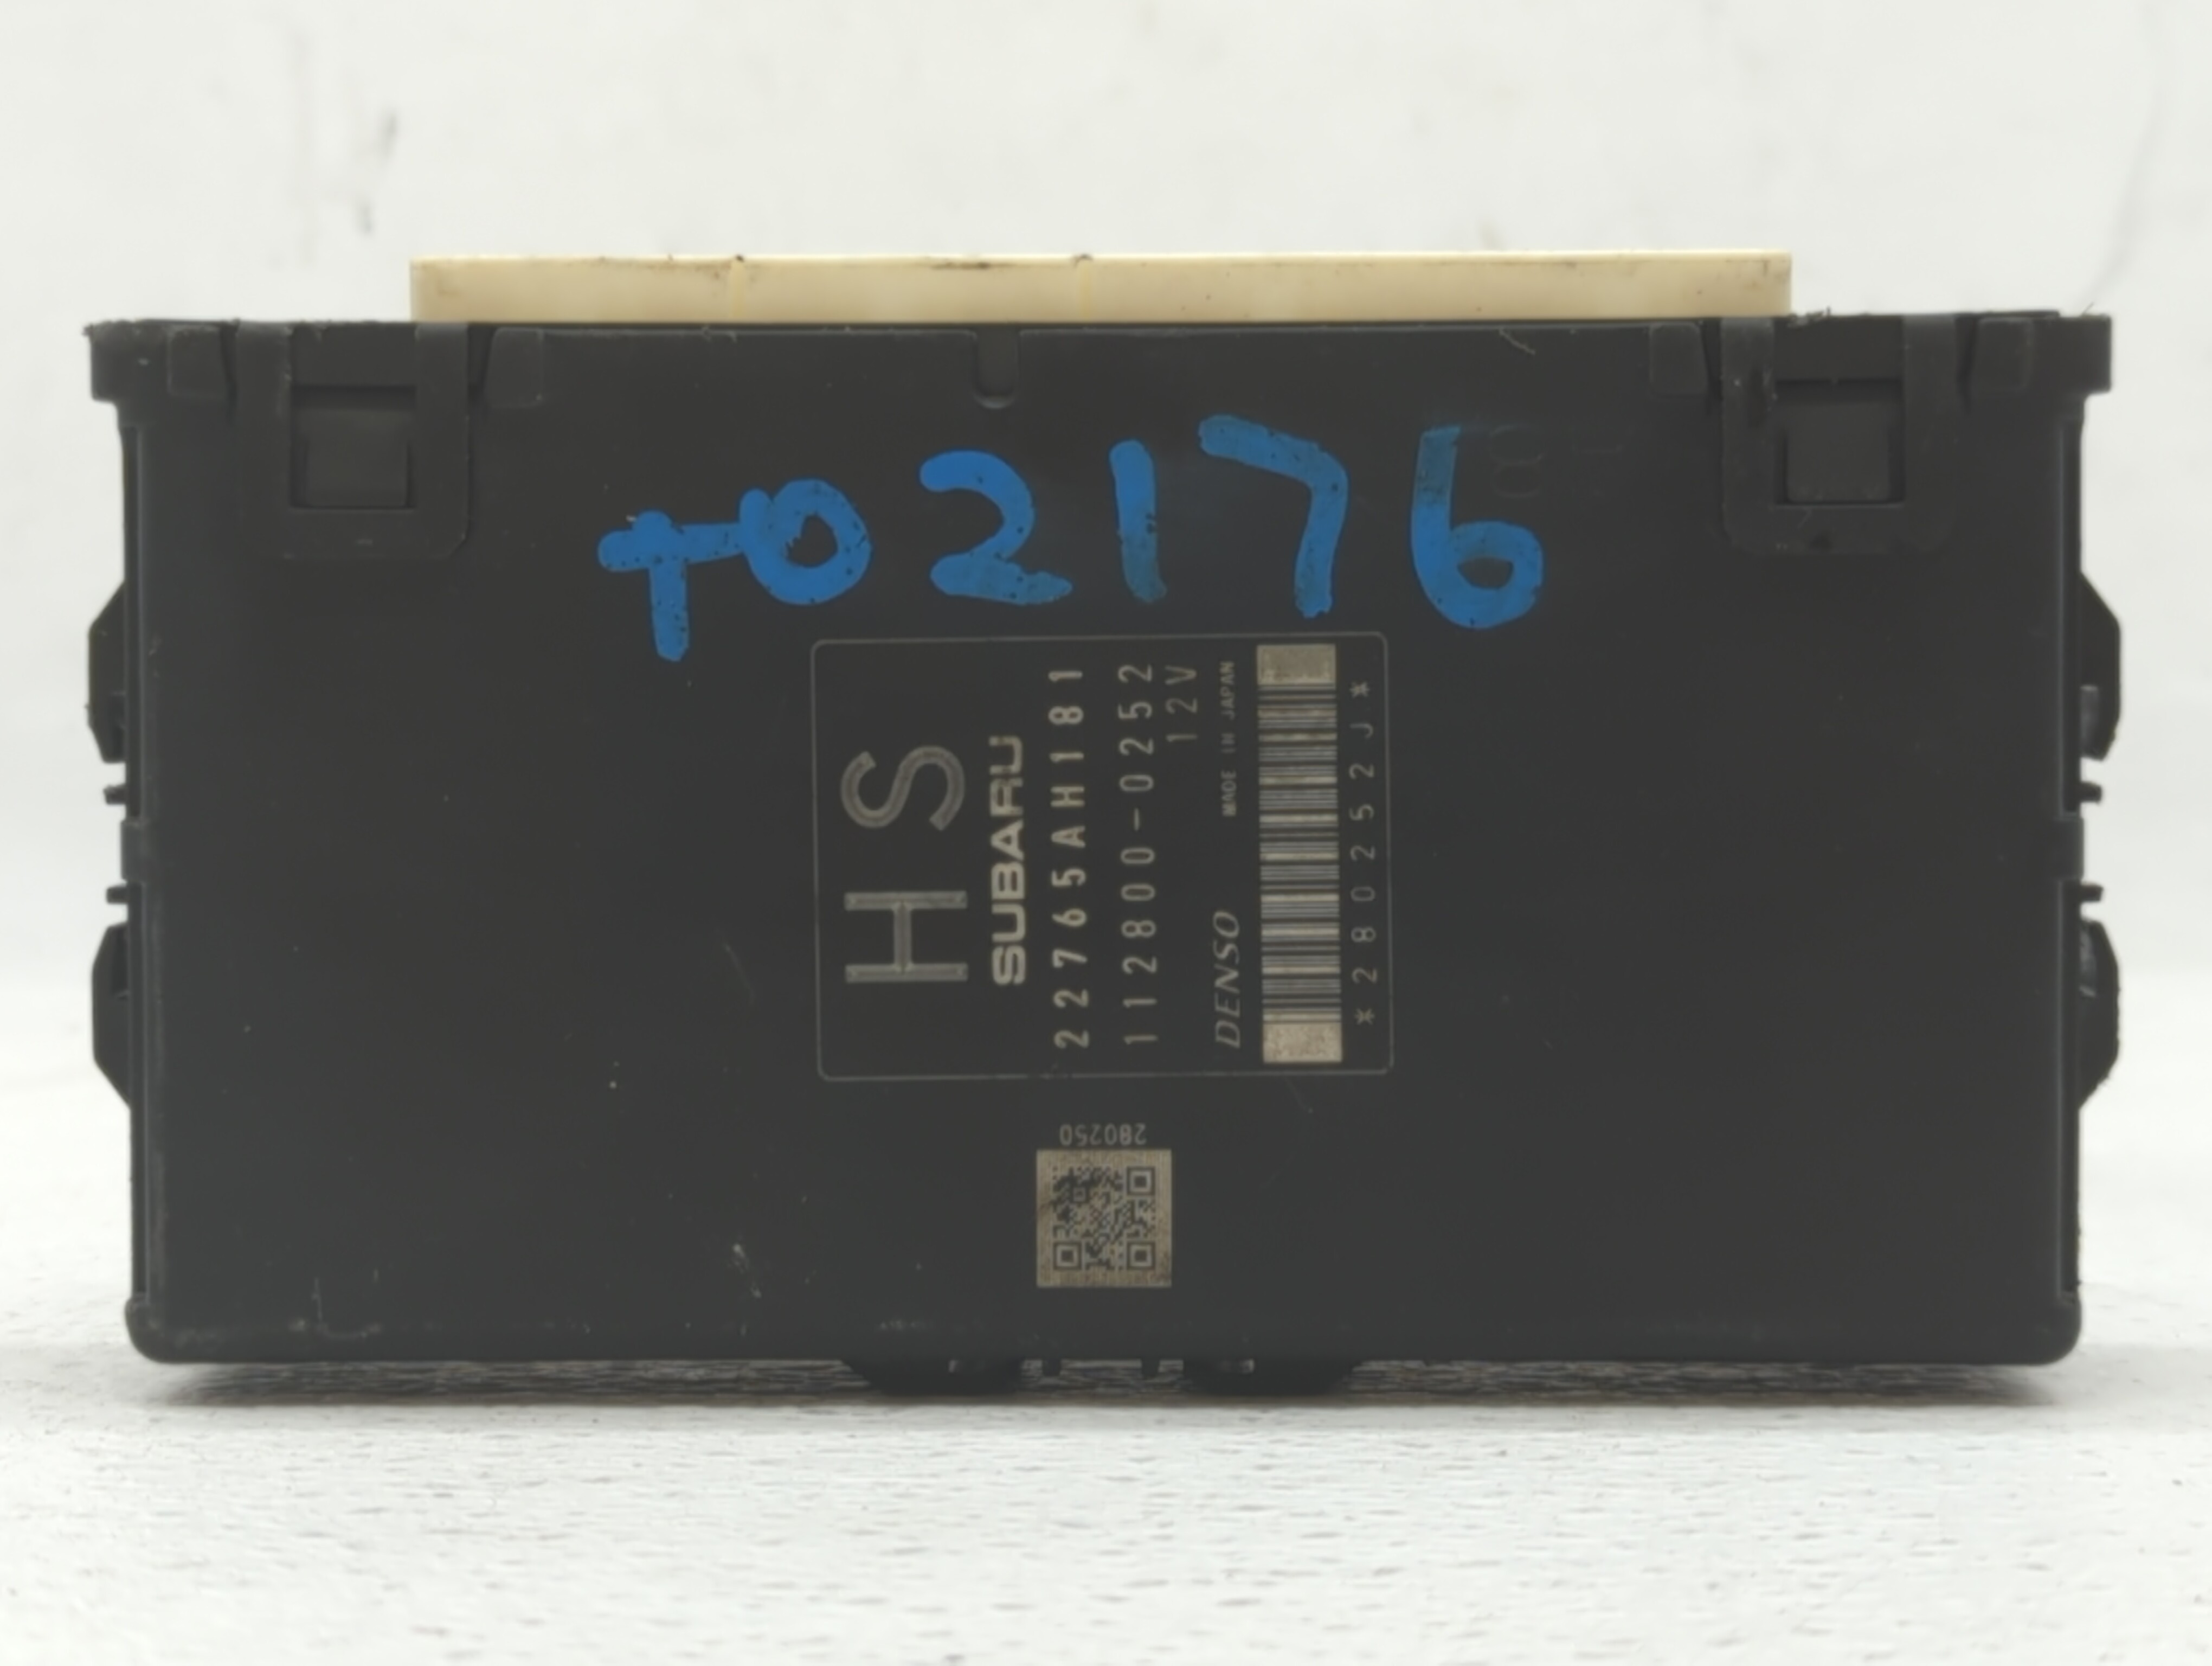 T02176
HS
SUBARU
22765AH181
112800-0252
12V
DENSO MADE IN JAPAN
*280252J*
280250